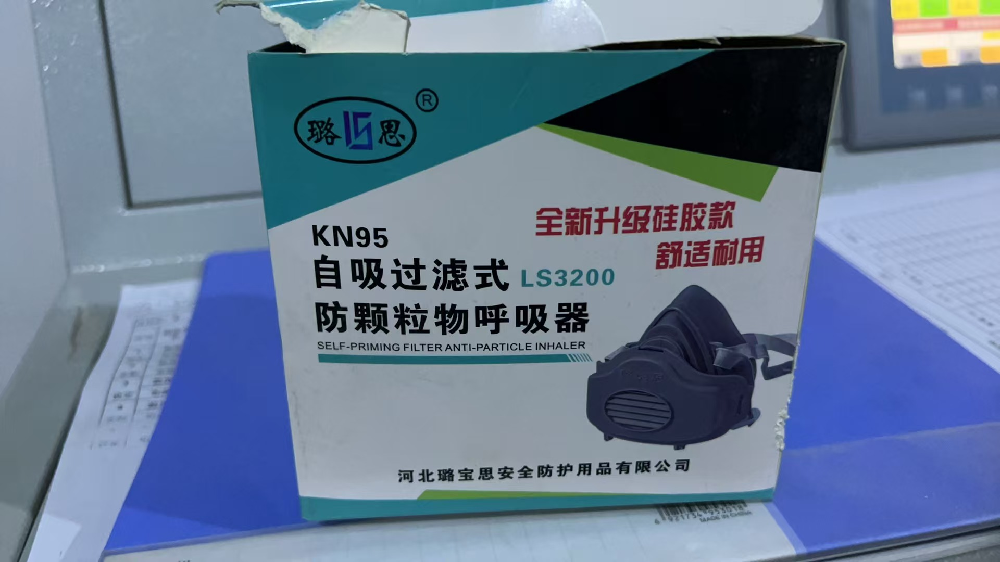 璐LS思 ®
全新升级硅胶款
舒适耐用
KN95
自吸过滤式 LS3200
防颗粒物呼吸器
SELF-PRIMING FILTER ANTI-PARTICLE INHALER
河北璐宝思安全防护用品有限公司
MADE IN CHINA